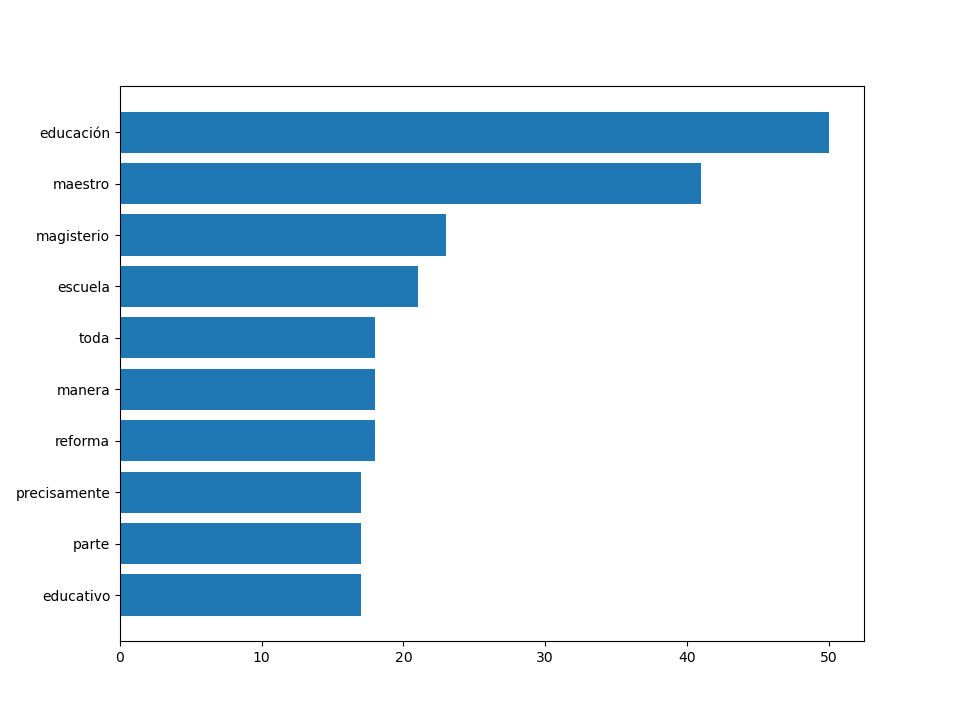 educación
maestro
magisterio
escuela
toda
manera
reforma
precisamente
parte
educativo
0 10 20 30 40 50